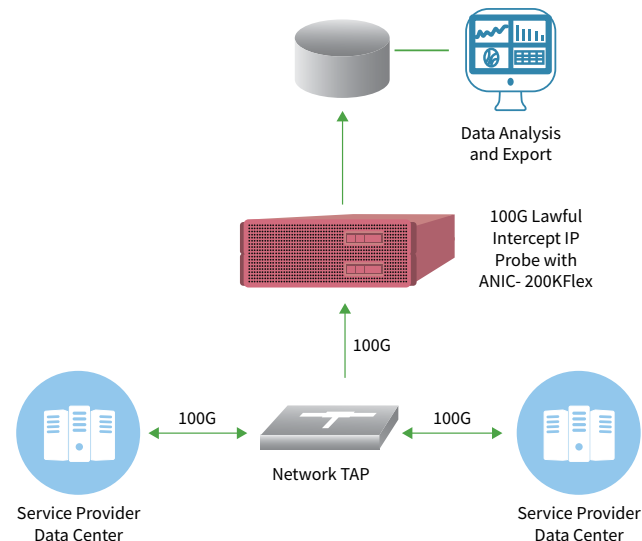 Data Analysis
and Export
100G Lawful
Intercept IP
Probe with
ANIC- 200KFlex
100G
100G
100G
Network TAP
Service Provider
Data Center
Service Provider
Data Center